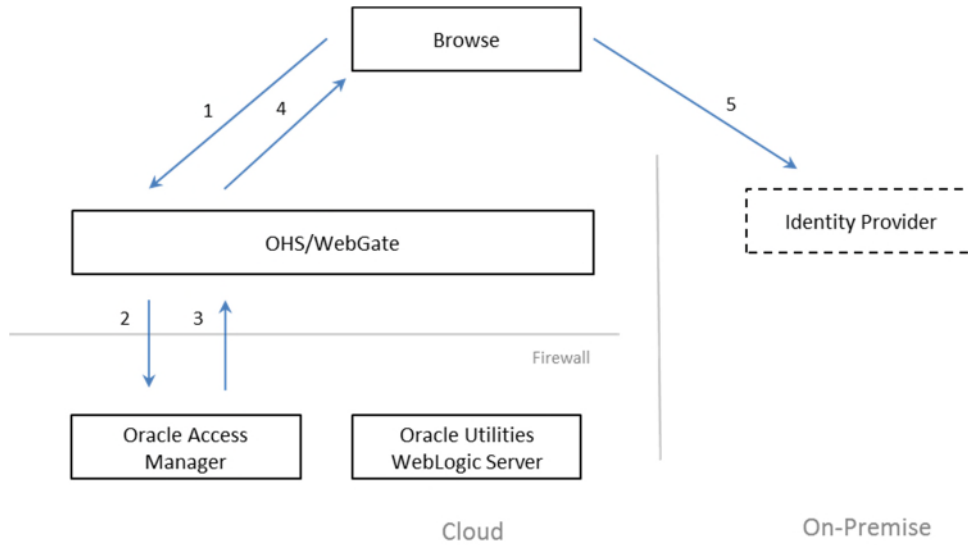 Browse
1
4
5
Identity Provider
OHS/WebGate
2
3
Firewall
Oracle Access
Manager
Oracle Utilities
WebLogic Server
Cloud
On-Premise